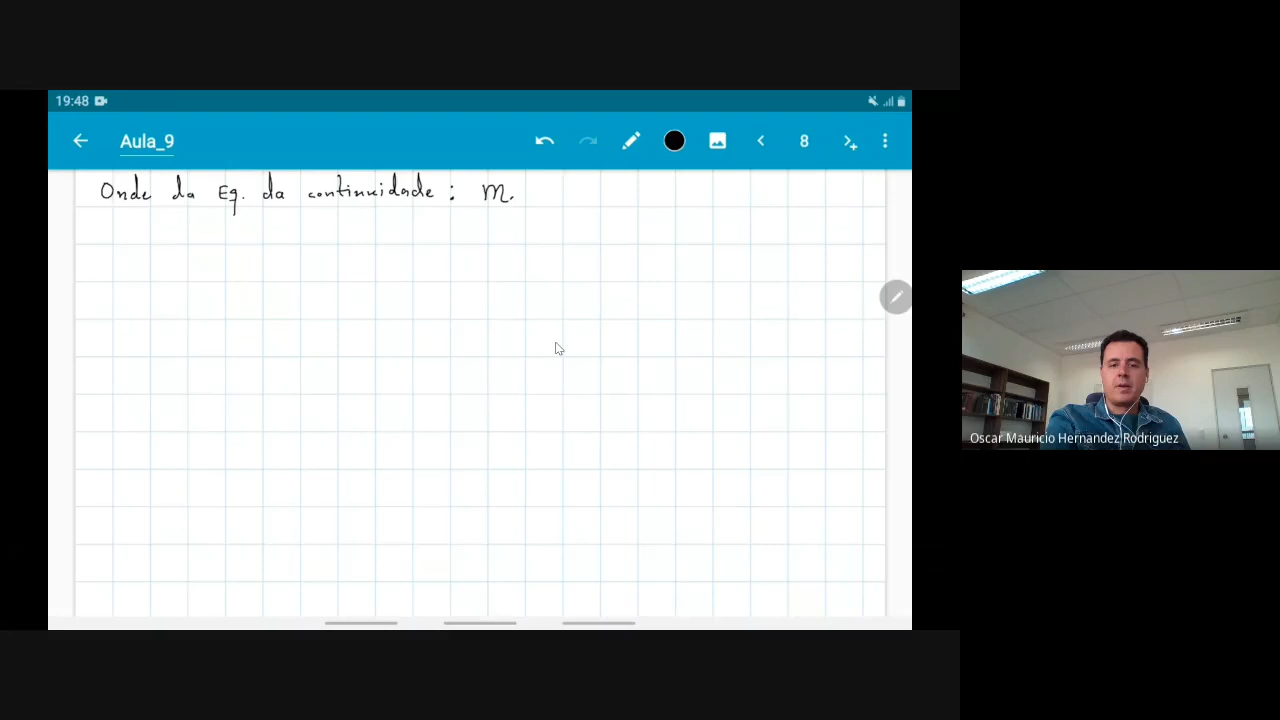 19:48
Aula_9
8
Onde da Eq. da continuidade : m.
Oscar Mauricio Hernandez Rodriguez